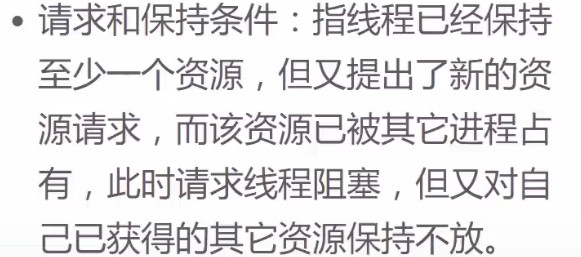 • 请求和保持条件：指线程已经保持
至少一个资源，但又提出了新的资
源请求，而该资源已被其它进程占
有，此时请求线程阻塞，但又对自
己已获得的其它资源保持不放。